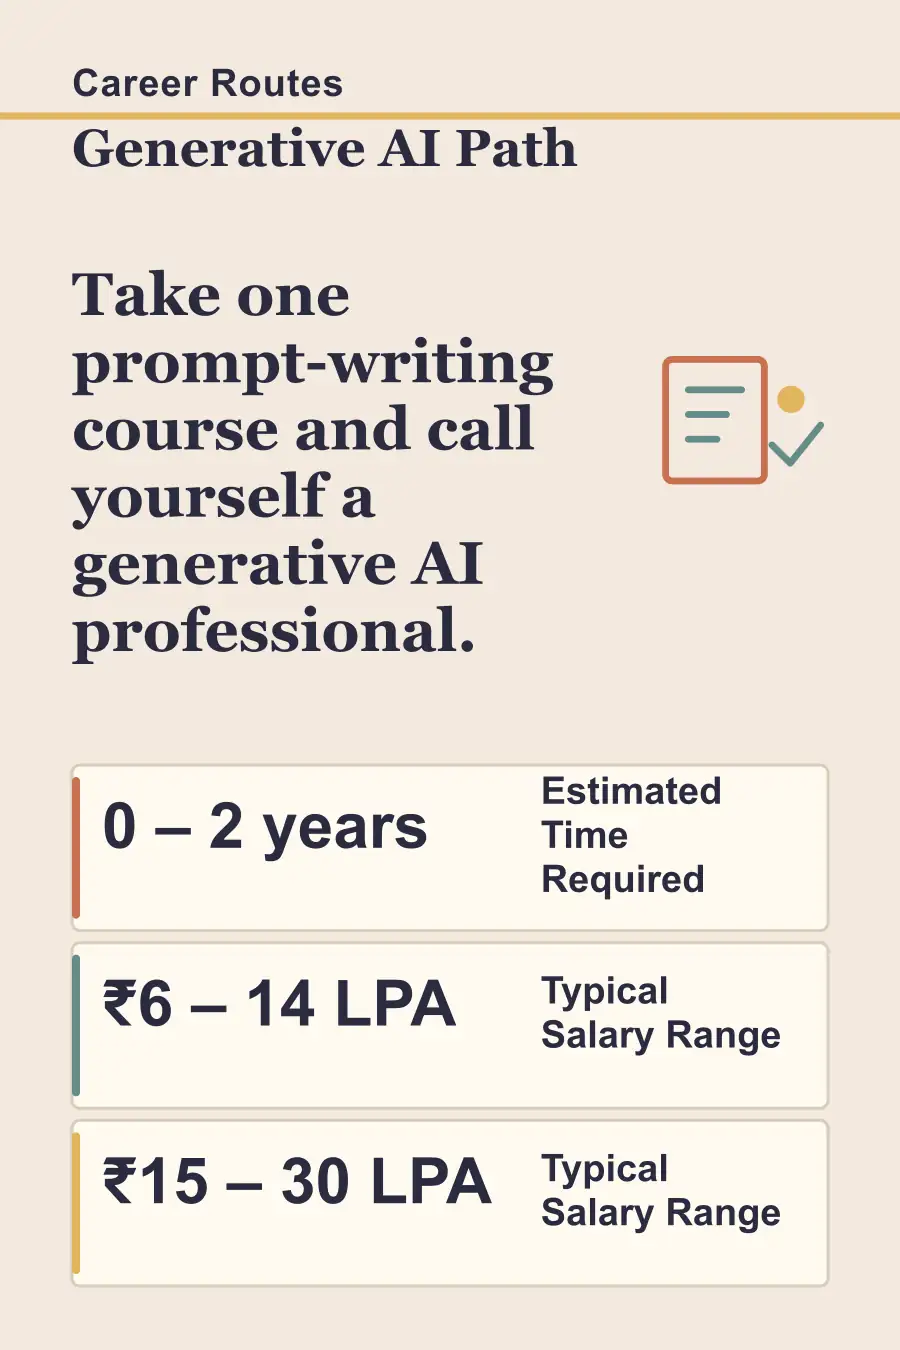 Career Routes
Generative AI Path
Take one
prompt-writing
course and call
yourself a
generative AI
professional.
0 – 2 years
Estimated
Time
Required
₹6 – 14 LPA
Typical
Salary Range
₹15 – 30 LPA
Typical
Salary Range